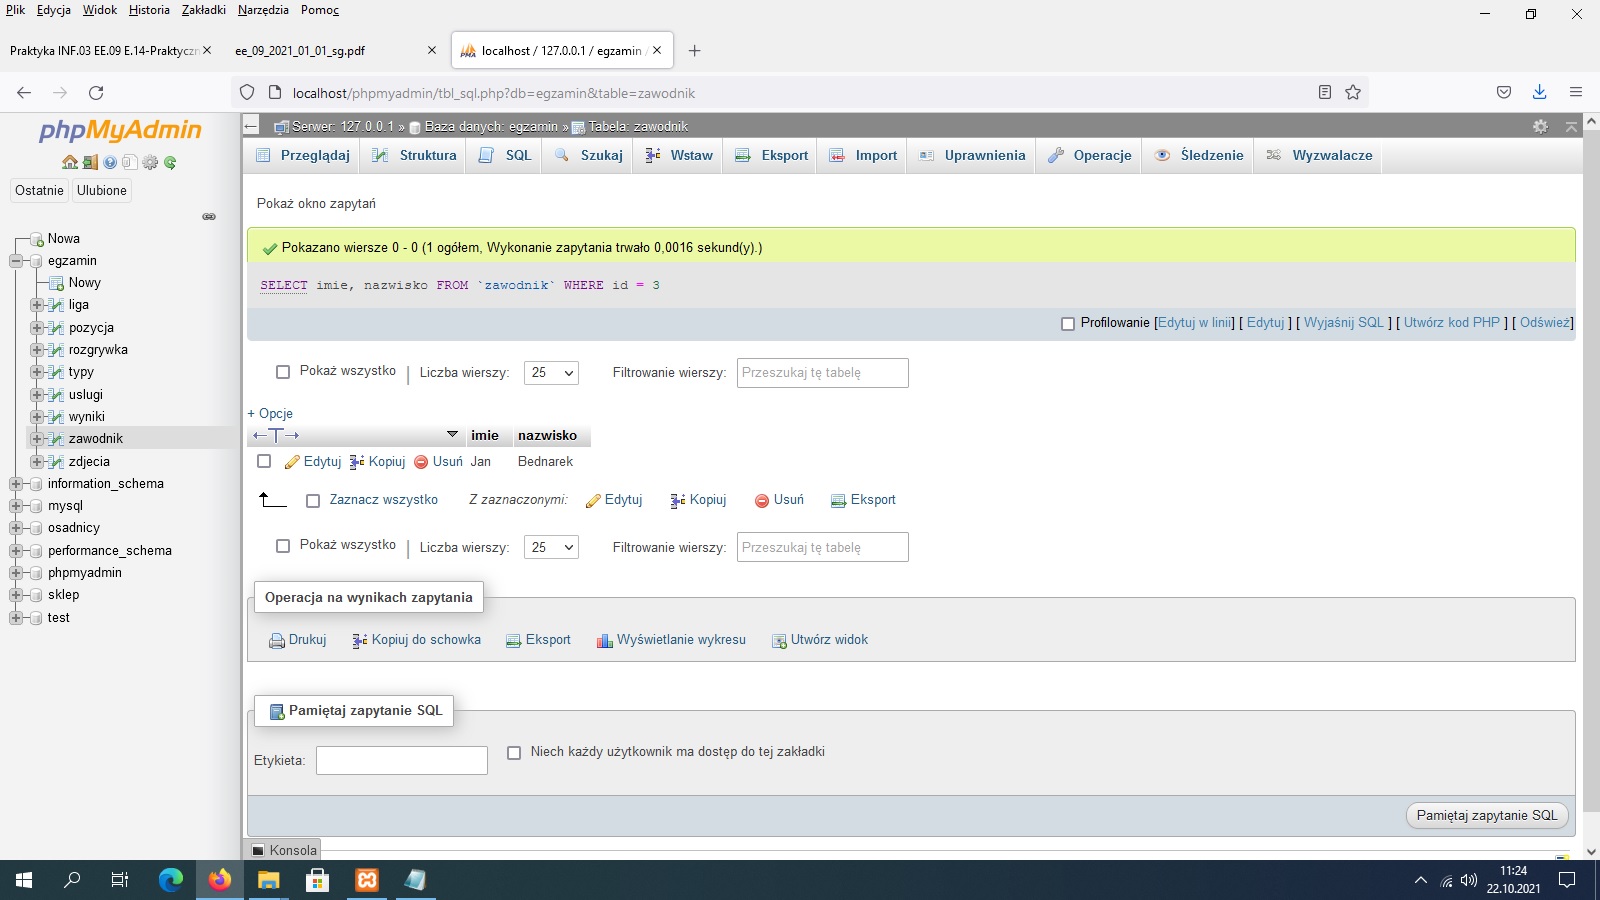 Plik Edycja Widok Historia Zakładki Narzędzia Pomoc
Praktyka INF.03 EE.09 E.14-Praktyczn
ee_09_2021_01_01_sg.pdf
localhost / 127.0.0.1 / egzamin /
localhost/phpmyadmin/tbl_sql.php?db=egzamin&table=zawodnik
phpMyAdmin
Ostatnie Ulubione
Nowa
egzamin
Nowy
liga
pozycja
rozgrywka
typy
uslugi
wyniki
zawodnik
zdjecia
information_schema
mysql
osadnicy
performance_schema
phpmyadmin
sklep
test
Serwer: 127.0.0.1 » Baza danych: egzamin » Tabela: zawodnik
Przeglądaj Struktura SQL Szukaj Wstaw Eksport Import Uprawnienia Operacje Śledzenie Wyzwalacze
Pokaż okno zapytań
Pokazano wiersze 0 - 0 (1 ogółem, Wykonanie zapytania trwało 0,0016 sekund(y).)
SELECT imie, nazwisko FROM `zawodnik` WHERE id = 3
Profilowanie [Edytuj w linii] [ Edytuj ] [ Wyjaśnij SQL ] [ Utwórz kod PHP ] [ Odśwież]
Pokaż wszystko | Liczba wierszy: 25 Filtrowanie wierszy: Przeszukaj tę tabelę
+ Opcje
←T→ imie nazwisko
Edytuj Kopiuj Usuń Jan Bednarek
Zaznacz wszystko Z zaznaczonymi: Edytuj Kopiuj Usuń Eksport
Pokaż wszystko | Liczba wierszy: 25 Filtrowanie wierszy: Przeszukaj tę tabelę
Operacja na wynikach zapytania
Drukuj Kopiuj do schowka Eksport Wyświetlanie wykresu Utwórz widok
Pamiętaj zapytanie SQL
Etykieta: Niech każdy użytkownik ma dostęp do tej zakładki
Pamiętaj zapytanie SQL
Konsola
11:24
22.10.2021